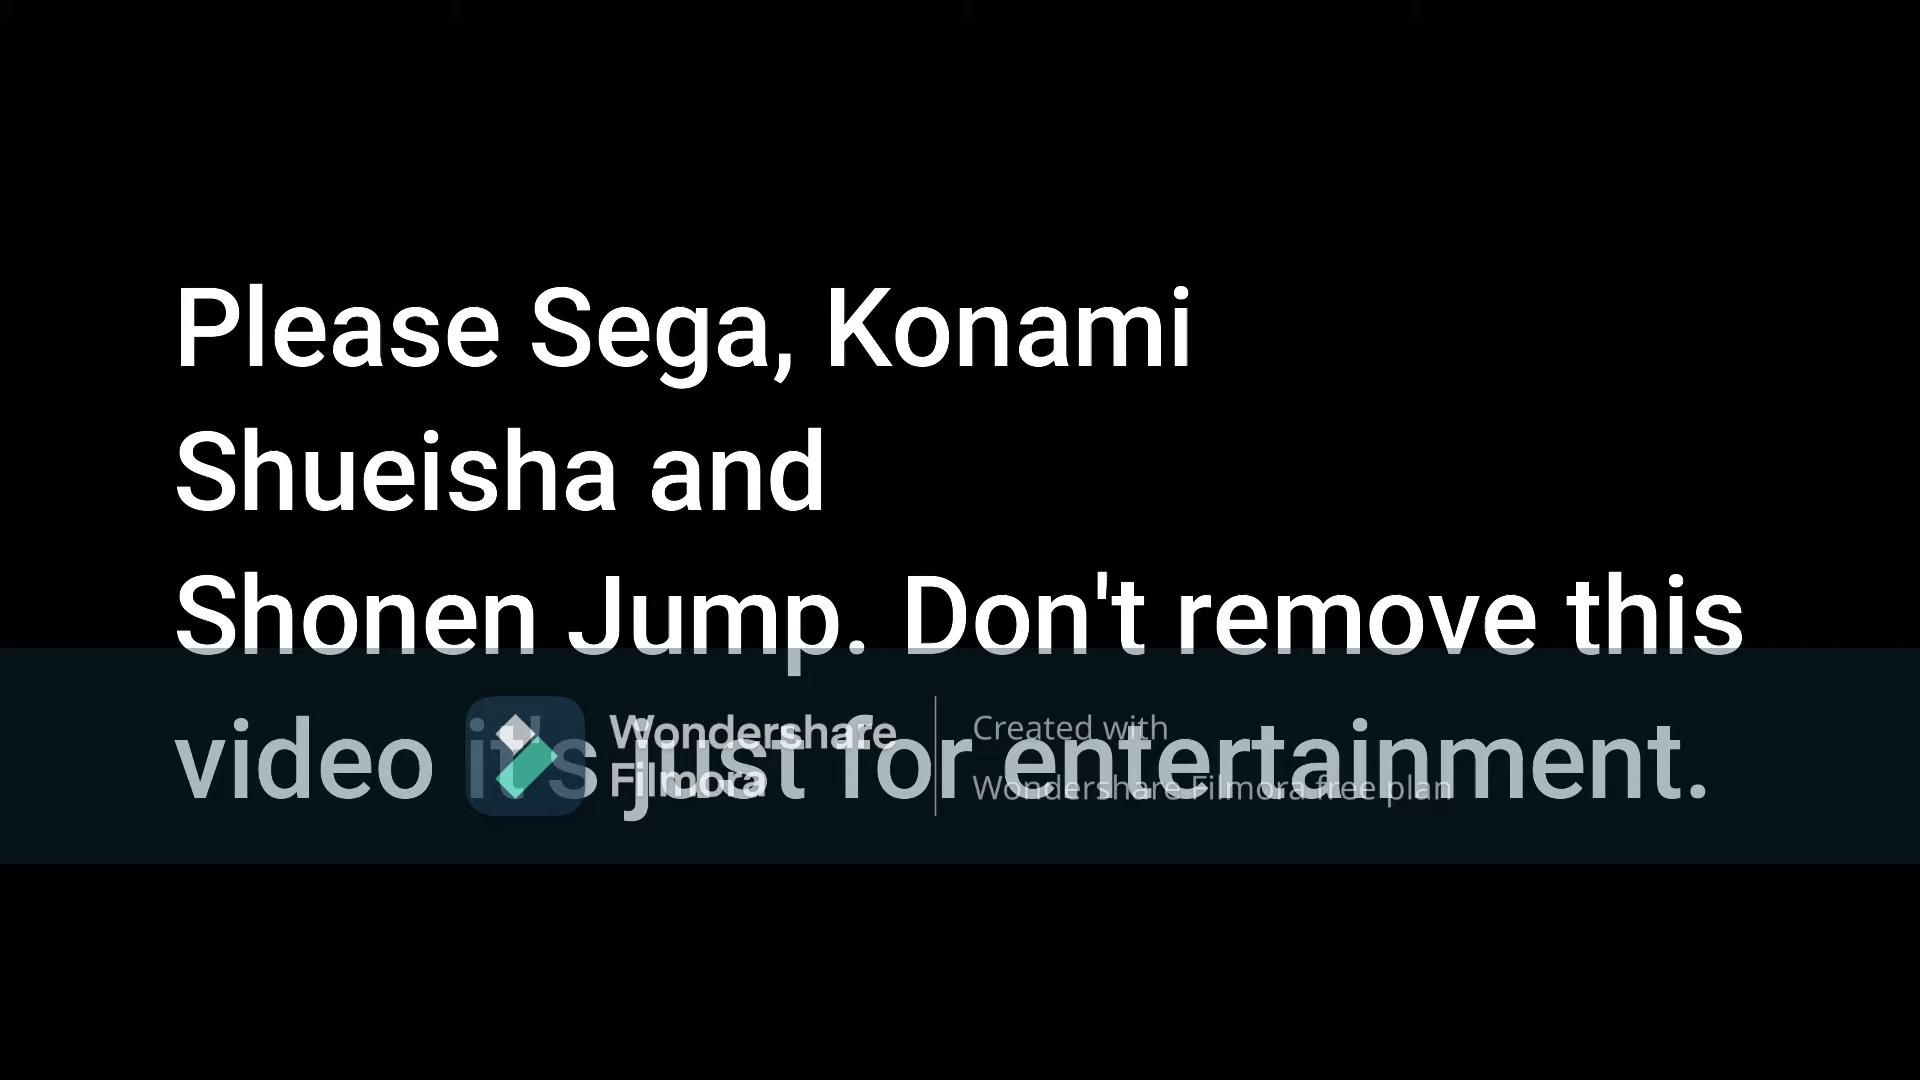 Please Sega, Konami
Shueisha and
Shonen Jump. Don't remove this
video it's just for entertainment.
Wondershare
Filmora
Created with
Wondershare Filmora free plan